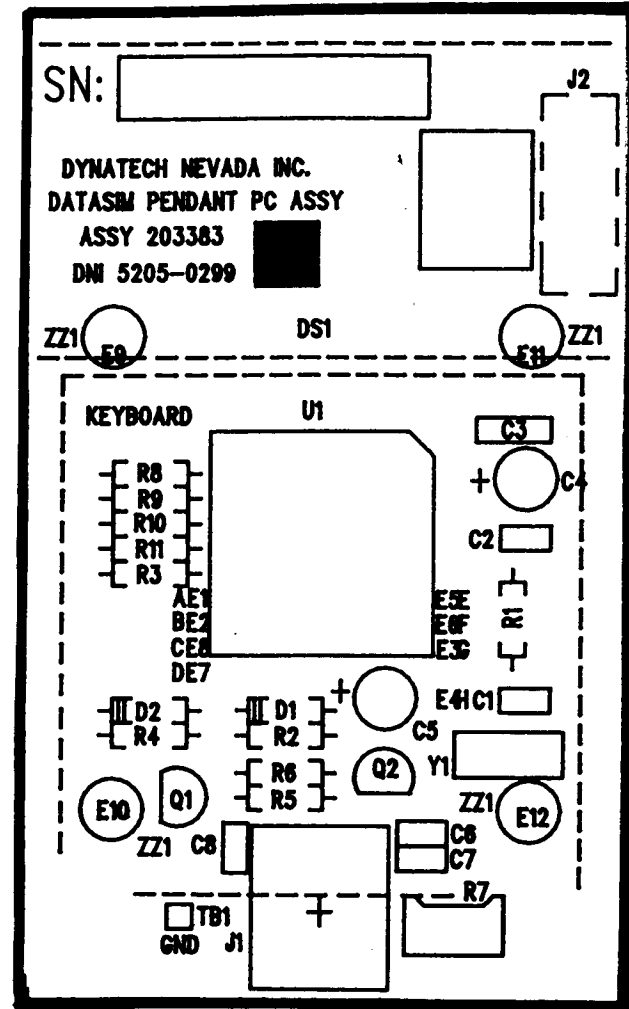 SN:
J2
DYNATECH NEVADA INC.
DATASIM PENDANT PC ASSY
ASSY 203383
DNI 5205-0299
ZZ1
E9
DS1
E11
ZZ1
KEYBOARD
U1
C3
R8
C4
R9
R10
C2
R11
R3
AE1
E5E
R1
BE2
E6F
CE8
E3G
DE7
D2
D1
E4H
C1
R4
R2
C5
Y1
R6
Q2
E10
Q1
R5
ZZ1
E12
ZZ1
C8
C6
C7
R7
TB1
GND
J1